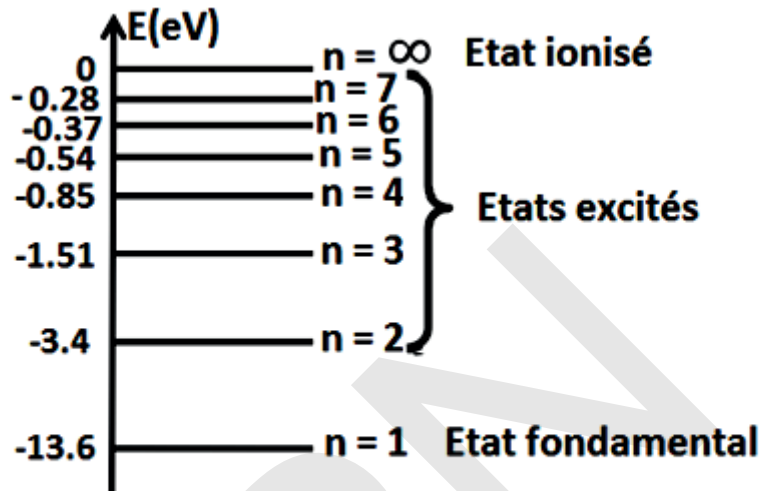 E(eV)
0 n = ∞ Etat ionisé
- 0.28 n = 7
-0.37 n = 6
-0.54 n = 5
-0.85 n = 4
Etats excités
-1.51 n = 3
-3.4 n = 2
-13.6 n = 1 Etat fondamental